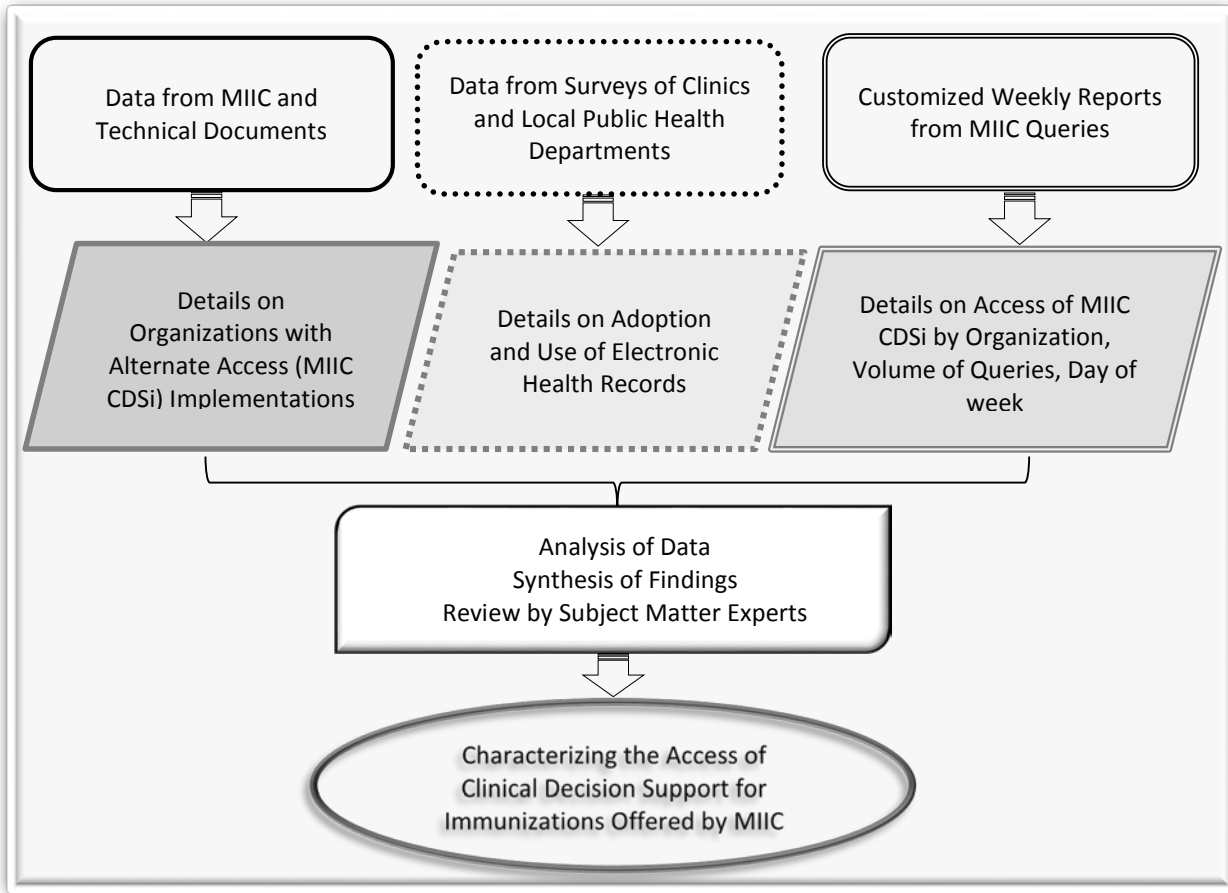 Data from MIIC and
Technical Documents
Data from Surveys of Clinics
and Local Public Health
Departments
Customized Weekly Reports
from MIIC Queries
Details on
Organizations with
Alternate Access (MIIC
CDSi) Implementations
Details on Adoption
and Use of Electronic
Health Records
Details on Access of MIIC
CDSi by Organization,
Volume of Queries, Day of
week
Analysis of Data
Synthesis of Findings
Review by Subject Matter Experts
Characterizing the Access of
Clinical Decision Support for
Immunizations Offered by MIIC